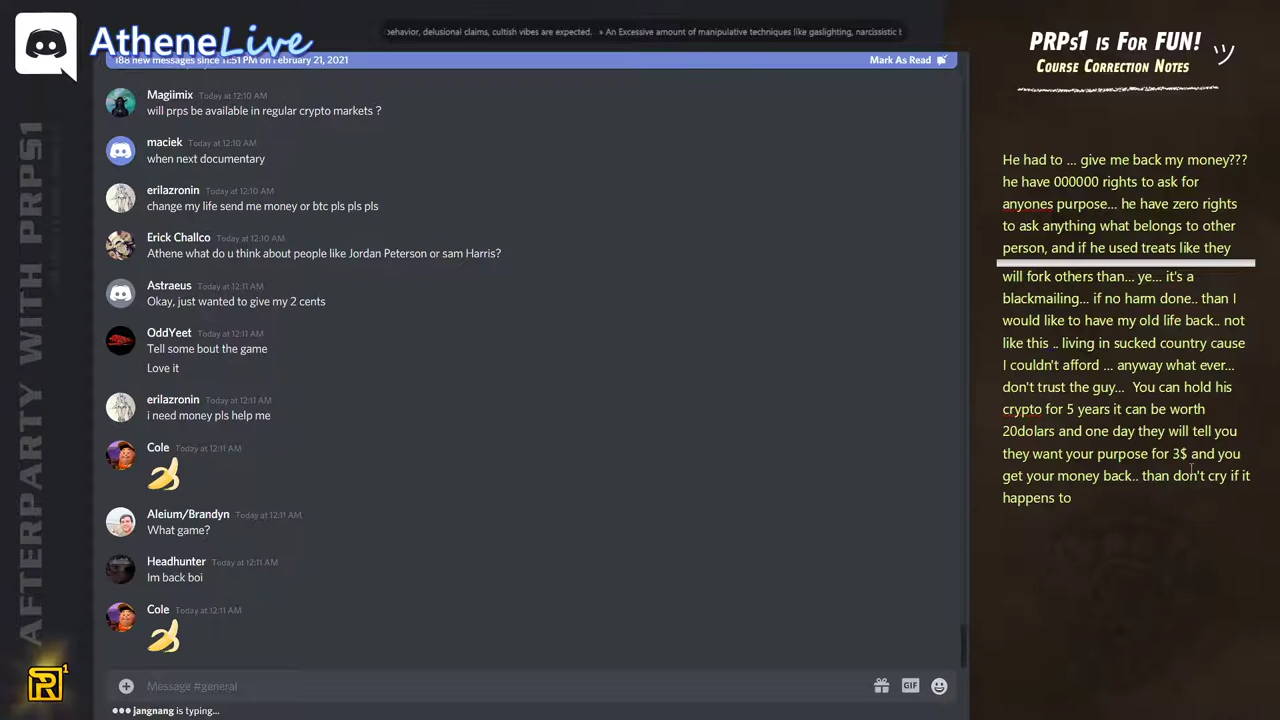 AtheneLive
behavior, delusional claims, cultish vibes are expected. » An Excessive amount of manipulative techniques like gaslighting, narcissistic
188 new messages since 11:51 PM on February 21, 2021
Mark As Read
Magiimix Today at 12:10 AM
will prps be available in regular crypto markets ?
maciek Today at 12:10 AM
when next documentary
erilazronin Today at 12:10 AM
change my life send me money or btc pls pls pls
Erick Challco Today at 12:10 AM
Athene what do u think about people like Jordan Peterson or sam Harris?
Astraeus Today at 12:11 AM
Okay, just wanted to give my 2 cents
OddYeet Today at 12:11 AM
Tell some bout the game
Love it
erilazronin Today at 12:11 AM
i need money pls help me
Cole Today at 12:11 AM
Aleium/Brandyn Today at 12:11 AM
What game?
Headhunter Today at 12:11 AM
Im back boi
Cole Today at 12:11 AM
Message #general
GIF
jangnang is typing...
AFTERPARTY WITH PRPS1
PRPs1 is For FUN!
Course Correction Notes
ツ
He had to ... give me back my money???
he have 000000 rights to ask for
anyones purpose... he have zero rights
to ask anything what belongs to other
person, and if he used treats like they
will fork others than... ye... it's a
blackmailing... if no harm done.. than I
would like to have my old life back.. not
like this .. living in sucked country cause
I couldn't afford ... anyway what ever...
don't trust the guy... You can hold his
crypto for 5 years it can be worth
20dolars and one day they will tell you
they want your purpose for 3$ and you
get your money back.. than don't cry if it
happens to